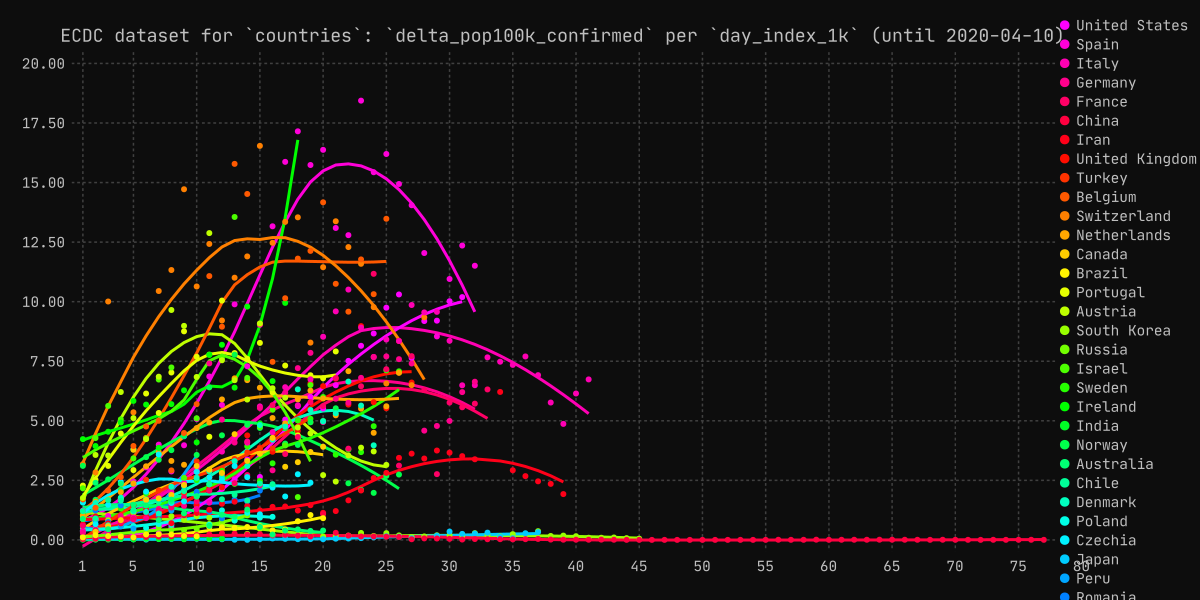 ECDC dataset for `countries`: `delta_pop100k_confirmed` per `day_index_1k` (until 2020-04-10)
20.00
17.50
15.00
12.50
10.00
7.50
5.00
2.50
0.00
1 5 10 15 20 25 30 35 40 45 50 55 60 65 70 75 80
United States
Spain
Italy
Germany
France
China
Iran
United Kingdom
Turkey
Belgium
Switzerland
Netherlands
Canada
Brazil
Portugal
Austria
South Korea
Russia
Israel
Sweden
Ireland
India
Norway
Australia
Chile
Denmark
Poland
Czechia
Japan
Peru
Romania